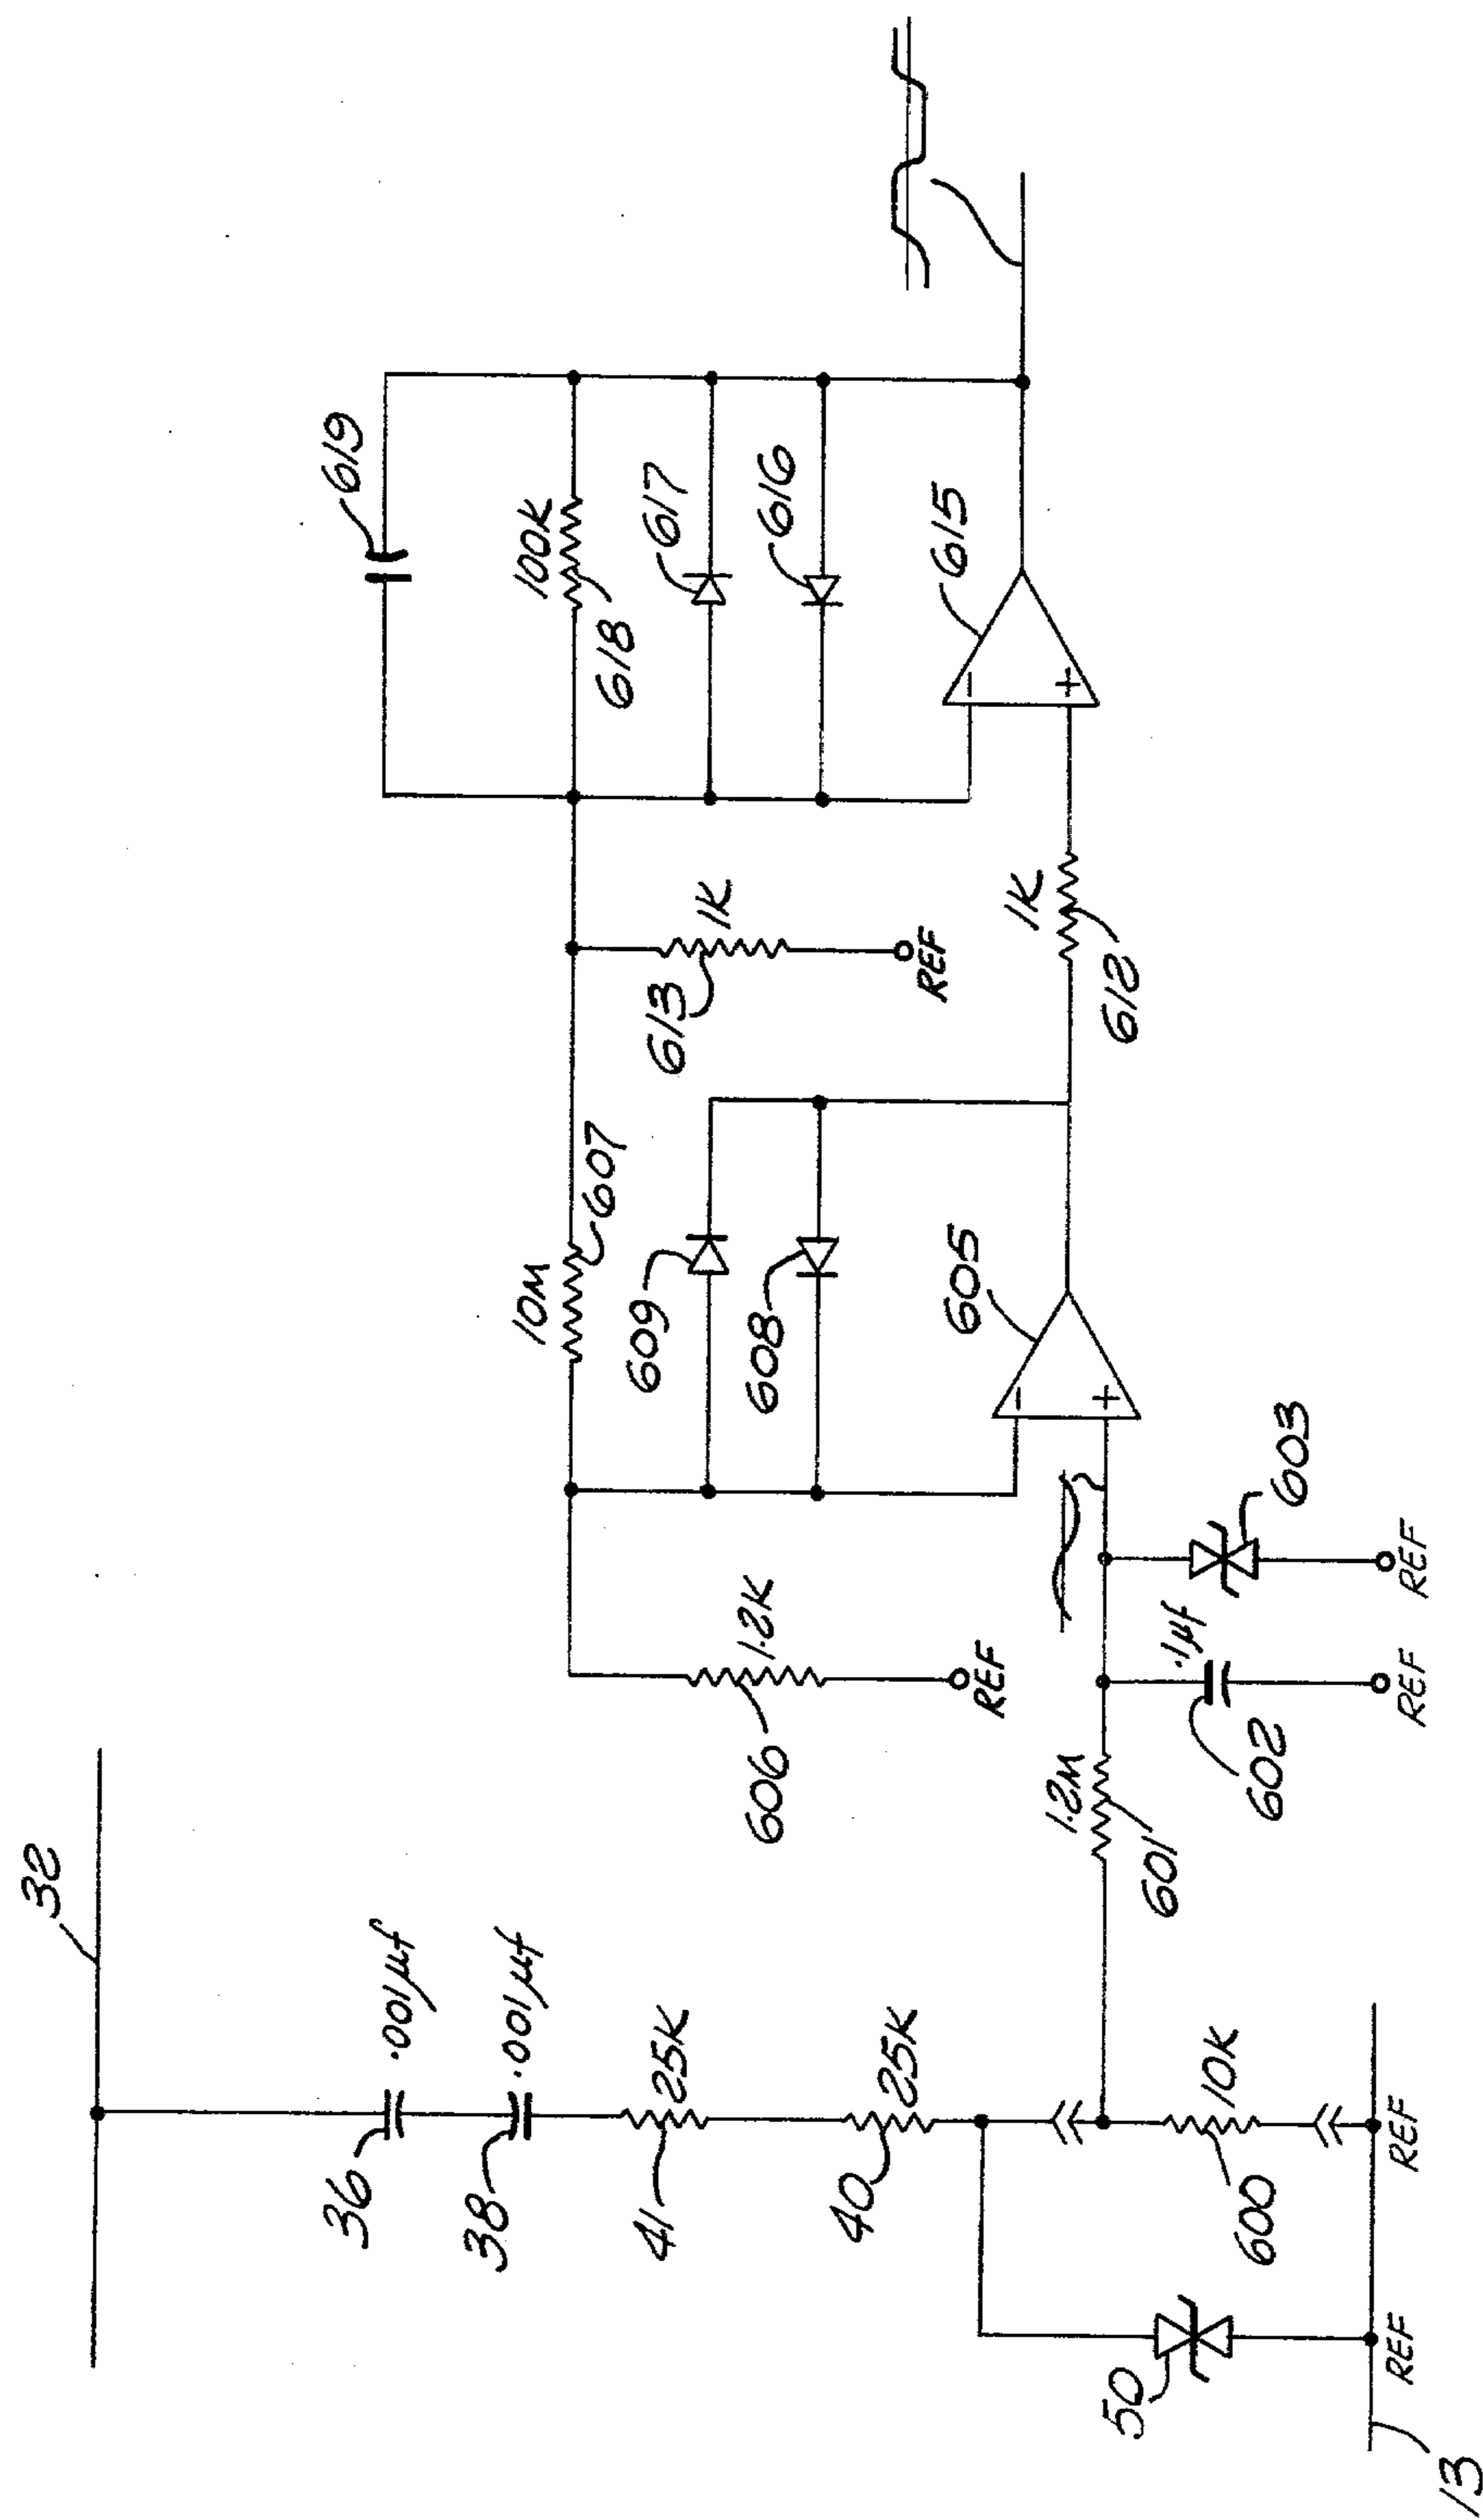 32
36
.001µf
38
.001µf
41
25K
40
25K
50
600
10K
REF
REF
13
601
1.2M
602
.1µf
REF
603
REF
606
1.2K
REF
605
−
+
10M
607
609
608
613
1K
REF
1K
612
615
−
+
619
100K
618
617
616